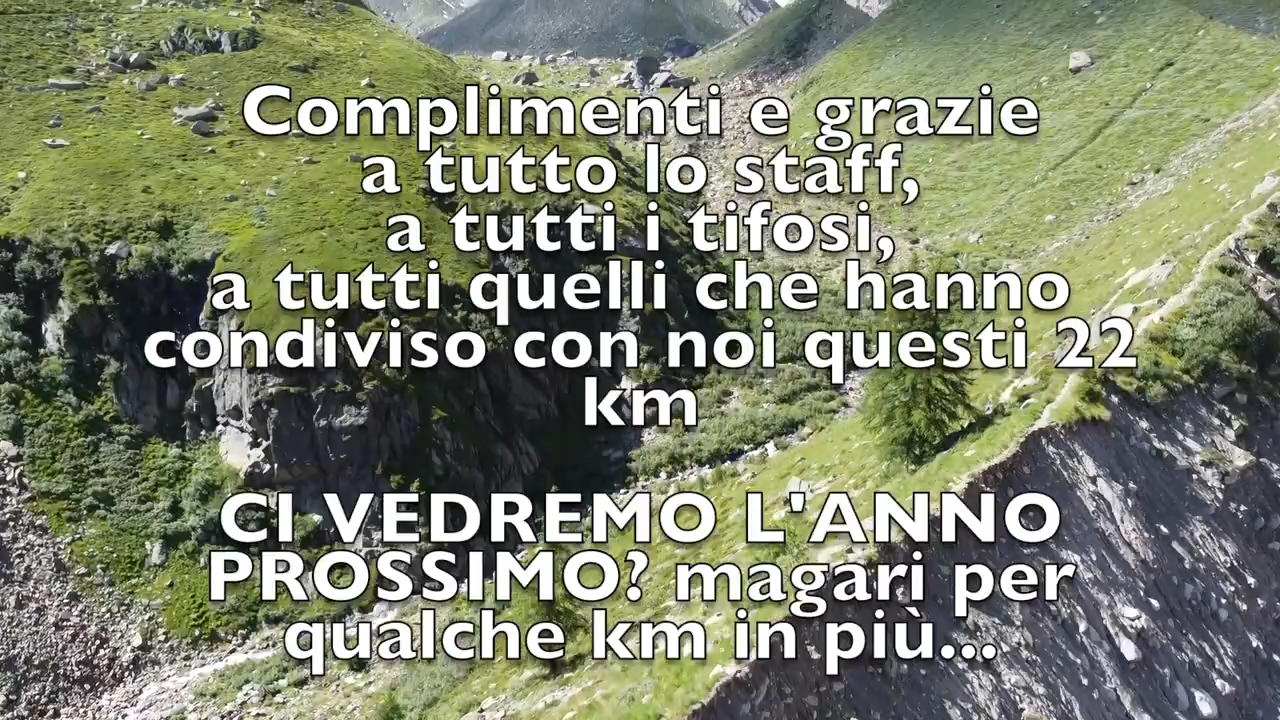 Complimenti e grazie
a tutto lo staff,
a tutti i tifosi,
a tutti quelli che hanno
condiviso con noi questi 22
km
CI VEDREMO L'ANNO
PROSSIMO? magari per
qualche km in più...